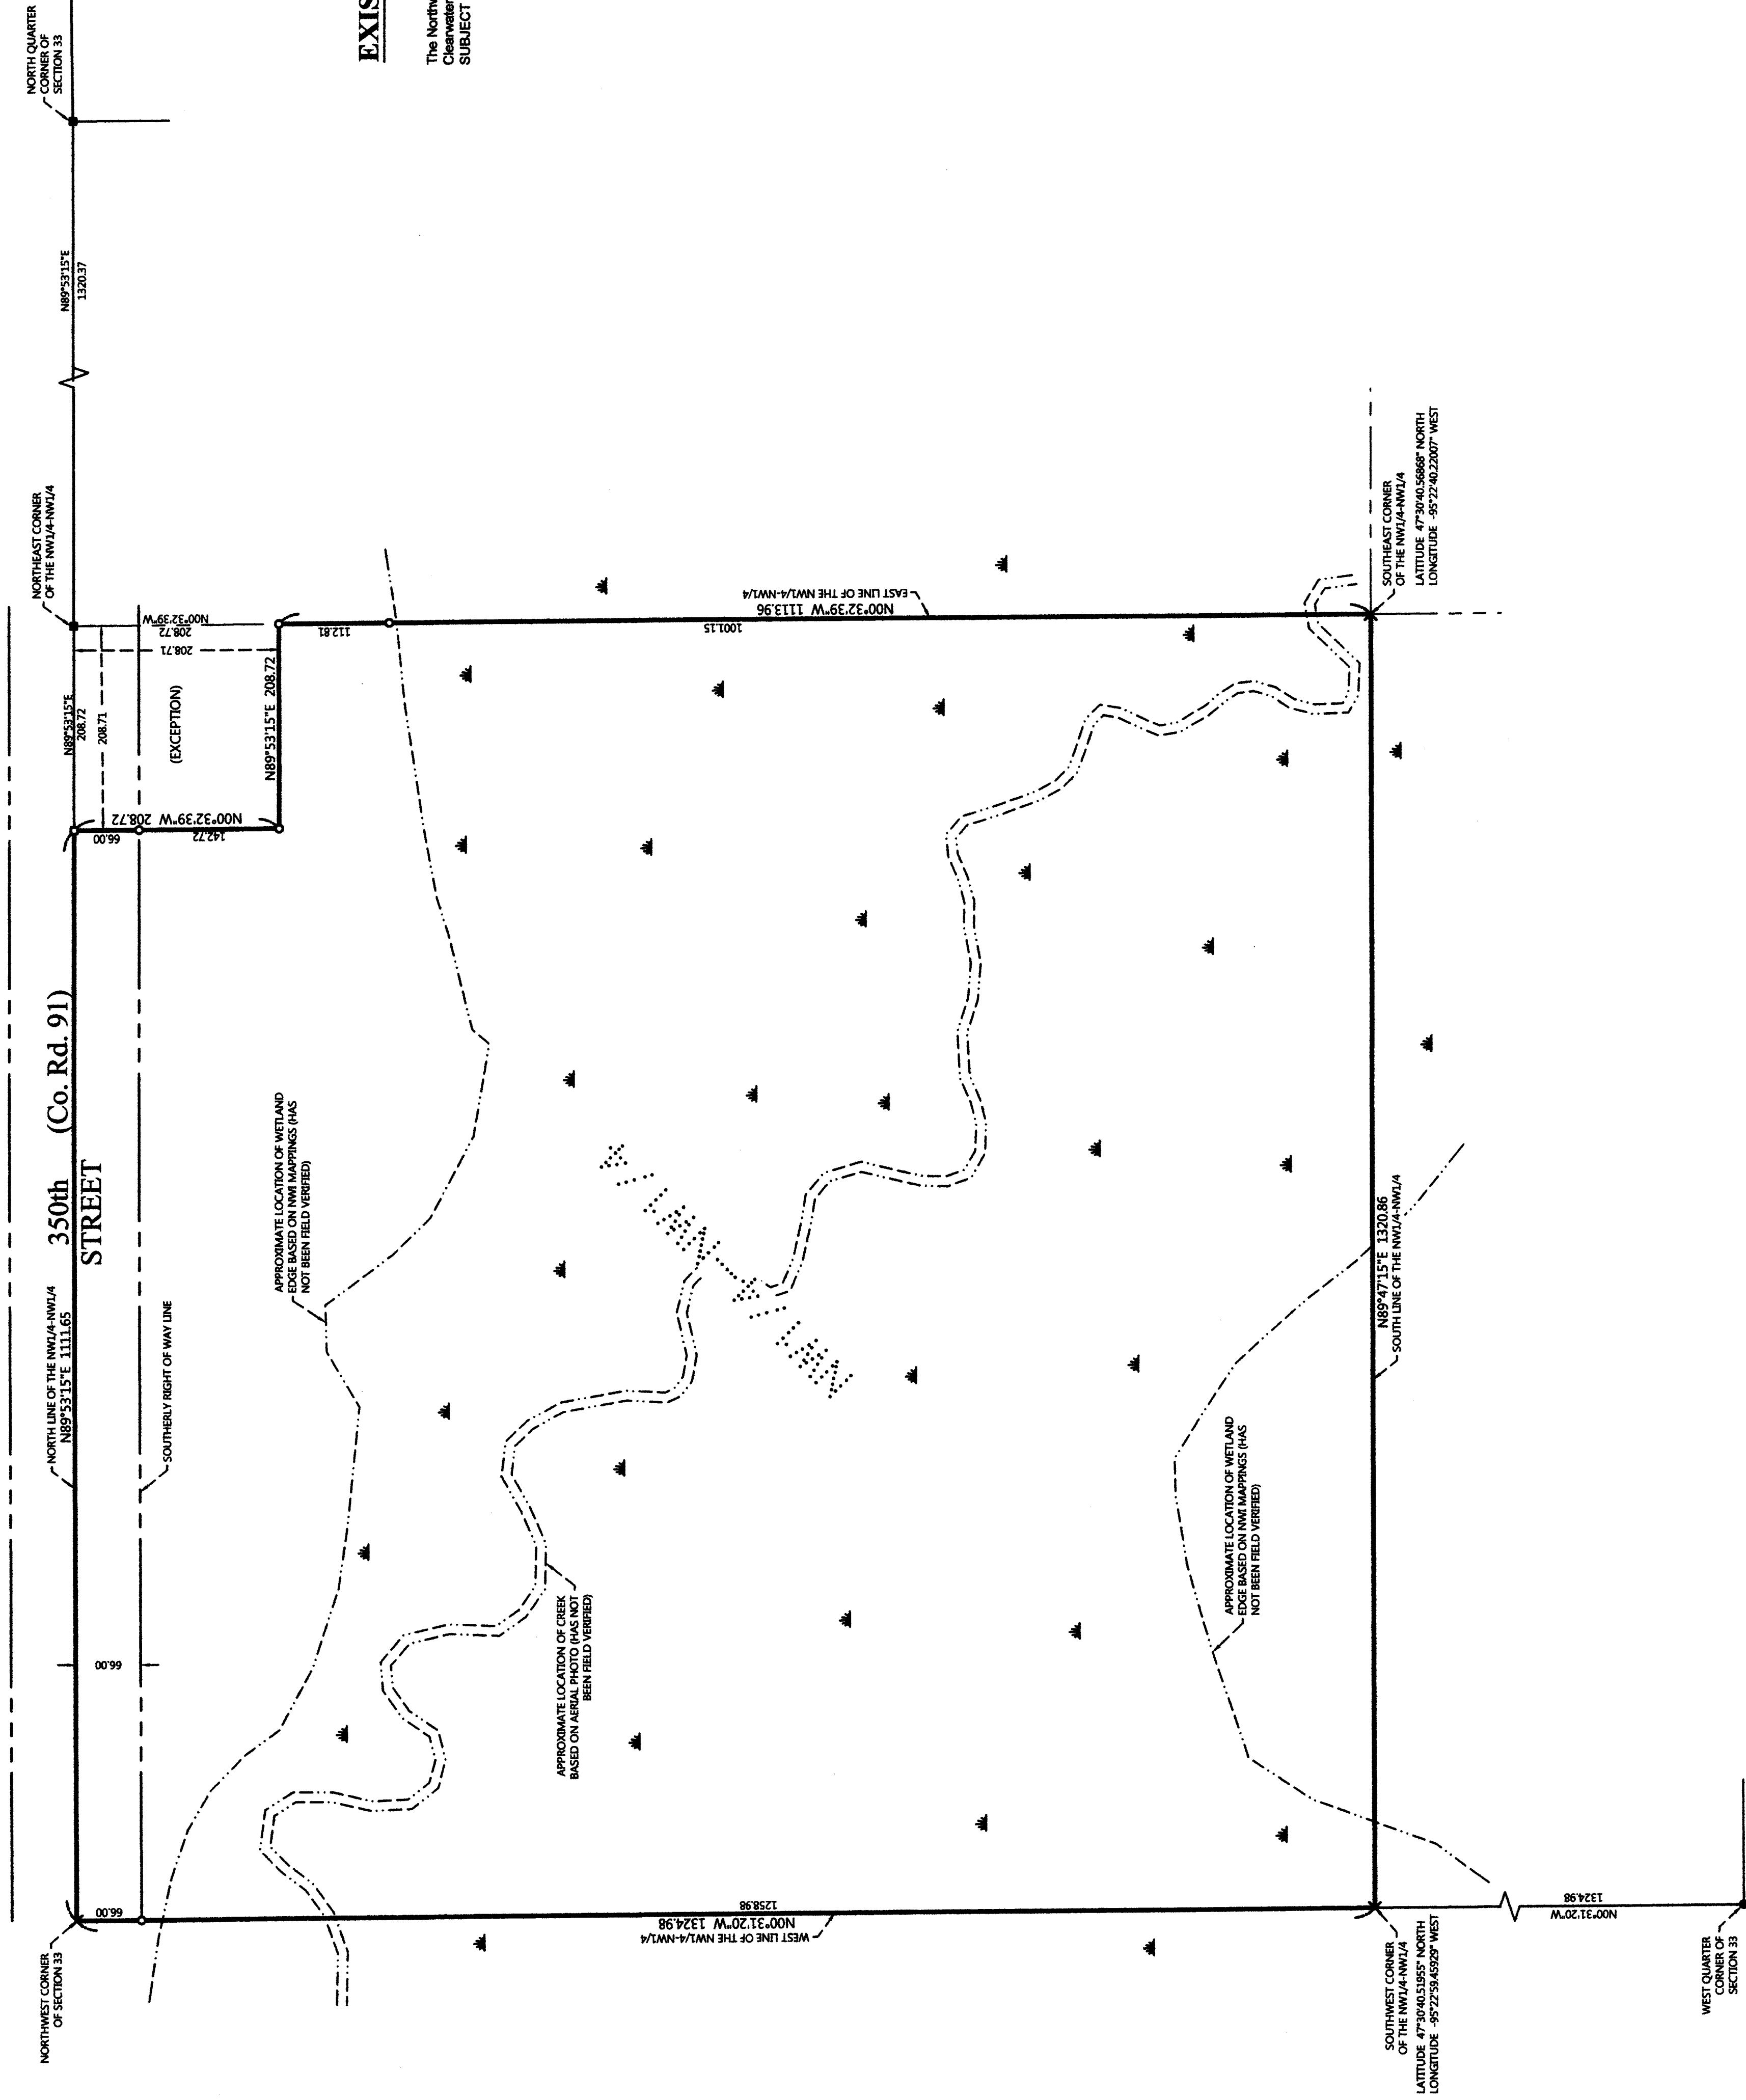 NORTH QUARTER
CORNER OF
SECTION 33
EXIS
The Northw
Clearwater
SUBJECT
N89°53'15"E
1320.37
NORTHEAST CORNER
OF THE NW1/4-NW1/4
N00°32'39"W
208.72
208.71
N89°53'15"E
208.72
208.71
(EXCEPTION)
N89°53'15"E 208.72
N00°32'39"W 208.72
66.00
142.72
112.81
1001.15
N00°32'39"W 1113.96
EAST LINE OF THE NW1/4-NW1/4
SOUTHEAST CORNER
OF THE NW1/4-NW1/4
LATITUDE 47°30'40.56868" NORTH
LONGITUDE -95°22'40.22007" WEST
350th (Co. Rd. 91)
STREET
NORTH LINE OF THE NW1/4-NW1/4
N89°53'15"E 1111.65
SOUTHERLY RIGHT OF WAY LINE
APPROXIMATE LOCATION OF WETLAND
EDGE BASED ON NWI MAPPINGS (HAS
NOT BEEN FIELD VERIFIED)
APPROXIMATE LOCATION OF CREEK
BASED ON AERIAL PHOTO (HAS NOT
BEEN FIELD VERIFIED)
APPROXIMATE LOCATION OF WETLAND
EDGE BASED ON NWI MAPPINGS (HAS
NOT BEEN FIELD VERIFIED)
N89°47'15"E 1320.86
SOUTH LINE OF THE NW1/4-NW1/4
66.00
66.00
NORTHWEST CORNER
OF SECTION 33
1258.98
N00°31'20"W 1324.98
WEST LINE OF THE NW1/4-NW1/4
SOUTHWEST CORNER
OF THE NW1/4-NW1/4
LATITUDE 47°30'40.51955" NORTH
LONGITUDE -95°22'59.45929" WEST
1324.98
N00°31'20"W
WEST QUARTER
CORNER OF
SECTION 33